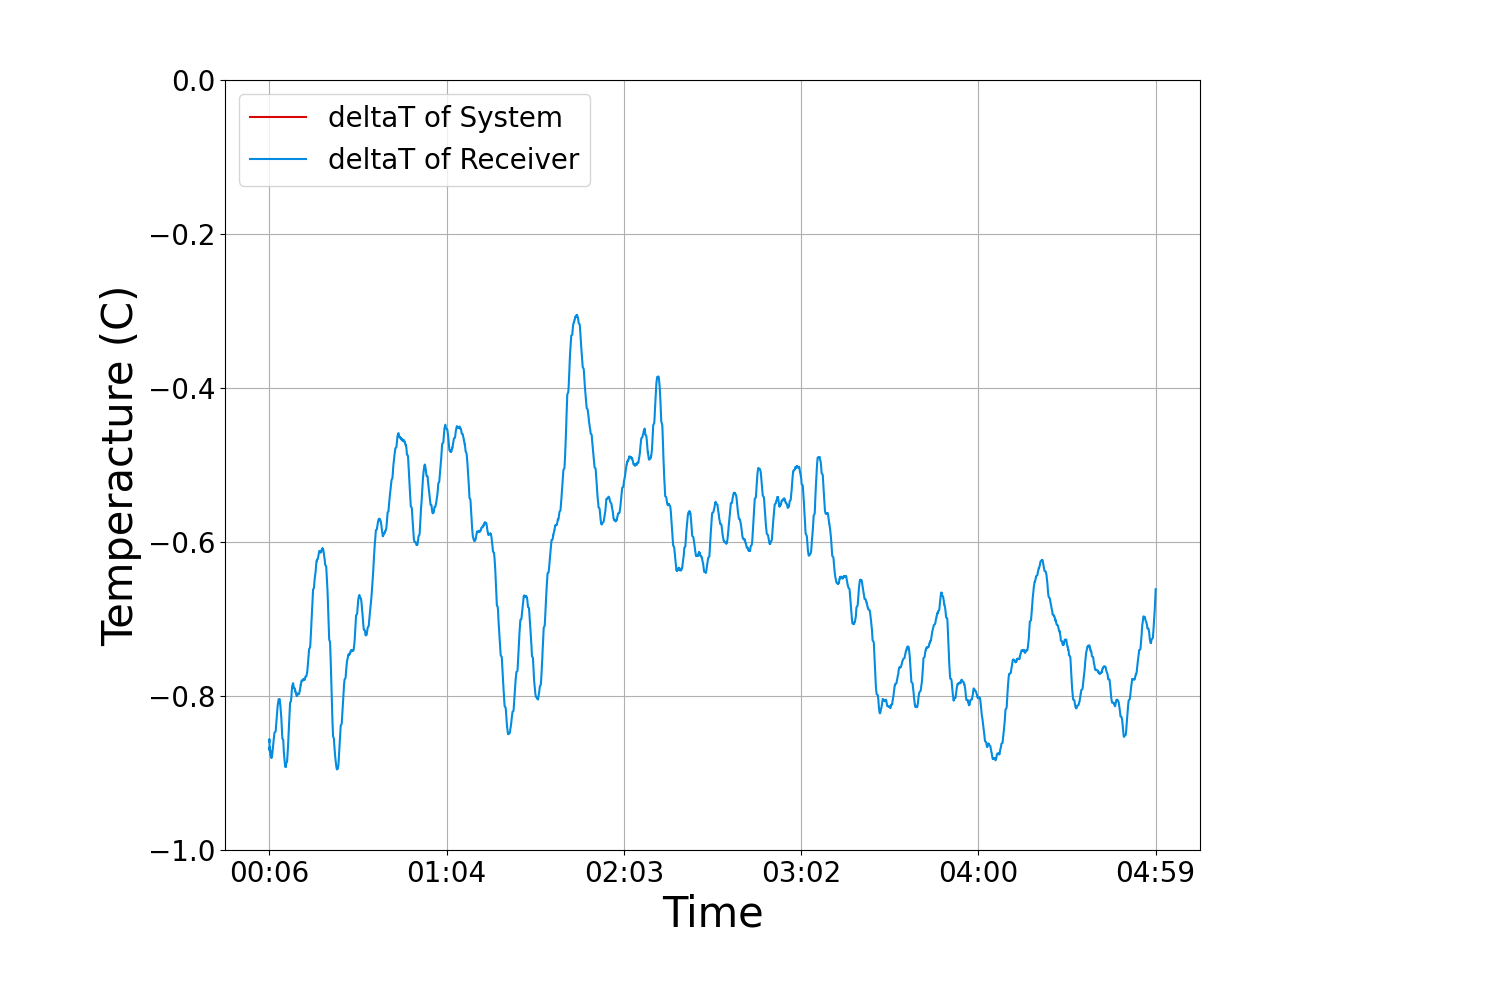 0.0
deltaT of System
deltaT of Receiver
−0.2
−0.4
−0.6
−0.8
−1.0
Temperacture (C)
00:06 01:04 02:03 03:02 04:00 04:59
Time